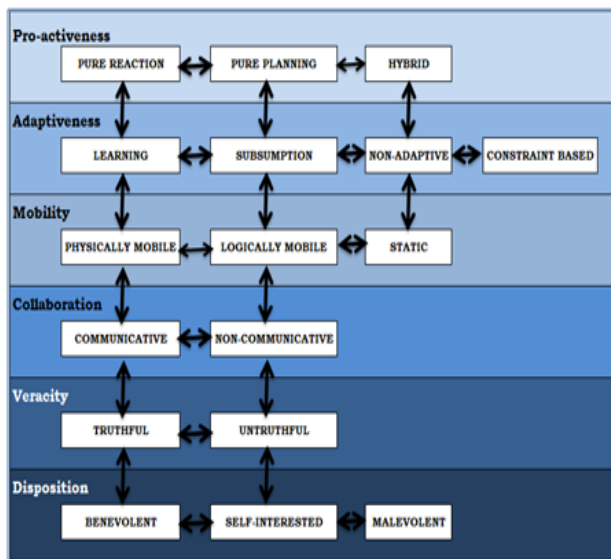 Pro-activeness
PURE REACTION PURE PLANNING HYBRID
Adaptiveness
LEARNING SUBSUMPTION NON-ADAPTIVE CONSTRAINT BASED
Mobility
PHYSICALLY MOBILE LOGICALLY MOBILE STATIC
Collaboration
COMMUNICATIVE NON-COMMUNICATIVE
Veracity
TRUTHFUL UNTRUTHFUL
Disposition
BENEVOLENT SELF-INTERESTED MALEVOLENT